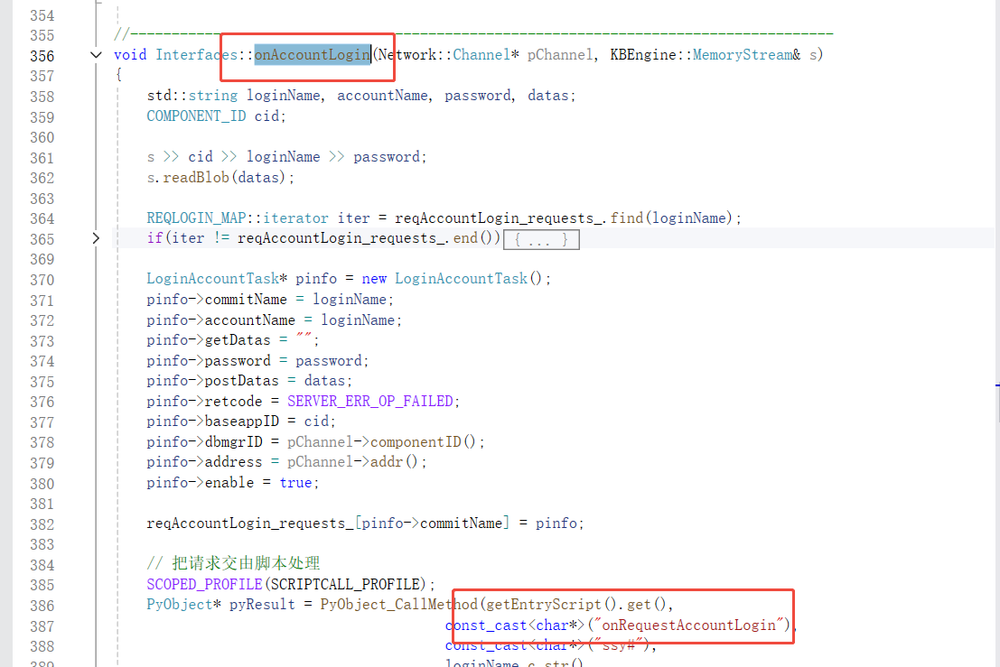 354
355 //-------------------------------------------------------------------------------------
356 void Interfaces::onAccountLogin(Network::Channel* pChannel, KBEngine::MemoryStream& s)
357 {
358 std::string loginName, accountName, password, datas;
359 COMPONENT_ID cid;
360
361 s >> cid >> loginName >> password;
362 s.readBlob(datas);
363
364 REQLOGIN_MAP::iterator iter = reqAccountLogin_requests_.find(loginName);
365 if(iter != reqAccountLogin_requests_.end()) { ... }
369
370 LoginAccountTask* pinfo = new LoginAccountTask();
371 pinfo->commitName = loginName;
372 pinfo->accountName = loginName;
373 pinfo->getDatas = "";
374 pinfo->password = password;
375 pinfo->postDatas = datas;
376 pinfo->retcode = SERVER_ERR_OP_FAILED;
377 pinfo->baseappID = cid;
378 pinfo->dbmgrID = pChannel->componentID();
379 pinfo->address = pChannel->addr();
380 pinfo->enable = true;
381
382 reqAccountLogin_requests_[pinfo->commitName] = pinfo;
383
384 // 把请求交由脚本处理
385 SCOPED_PROFILE(SCRIPTCALL_PROFILE);
386 PyObject* pyResult = PyObject_CallMethod(getEntryScript().get(),
387 const_cast<char*>("onRequestAccountLogin"),
388 const_cast<char*>("ssy#"),
389 loginName.c_str()